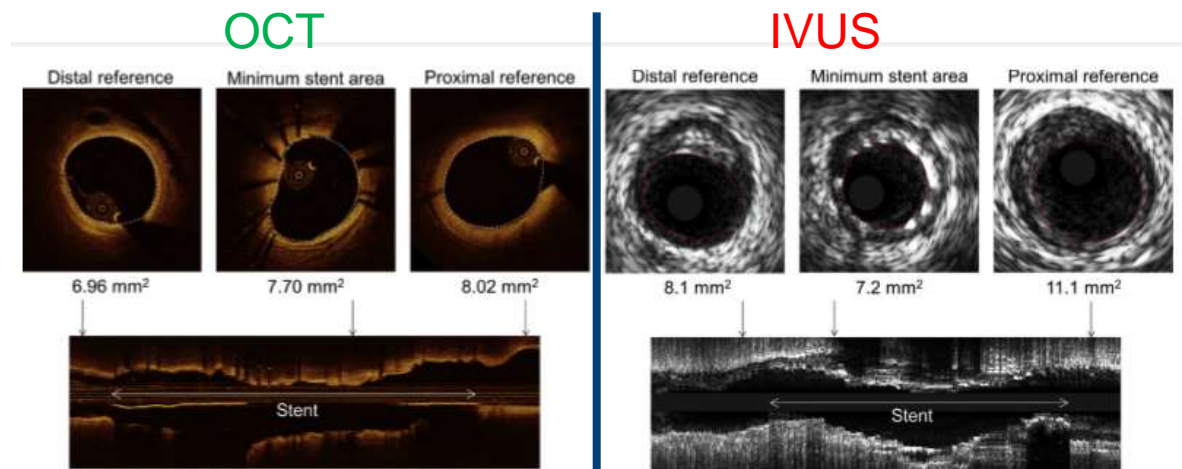 OCT
IVUS
Distal reference
Minimum stent area
Proximal reference
Distal reference
Minimum stent area
Proximal reference
6.96 mm²
7.70 mm²
8.02 mm²
8.1 mm²
7.2 mm²
11.1 mm²
Stent
Stent